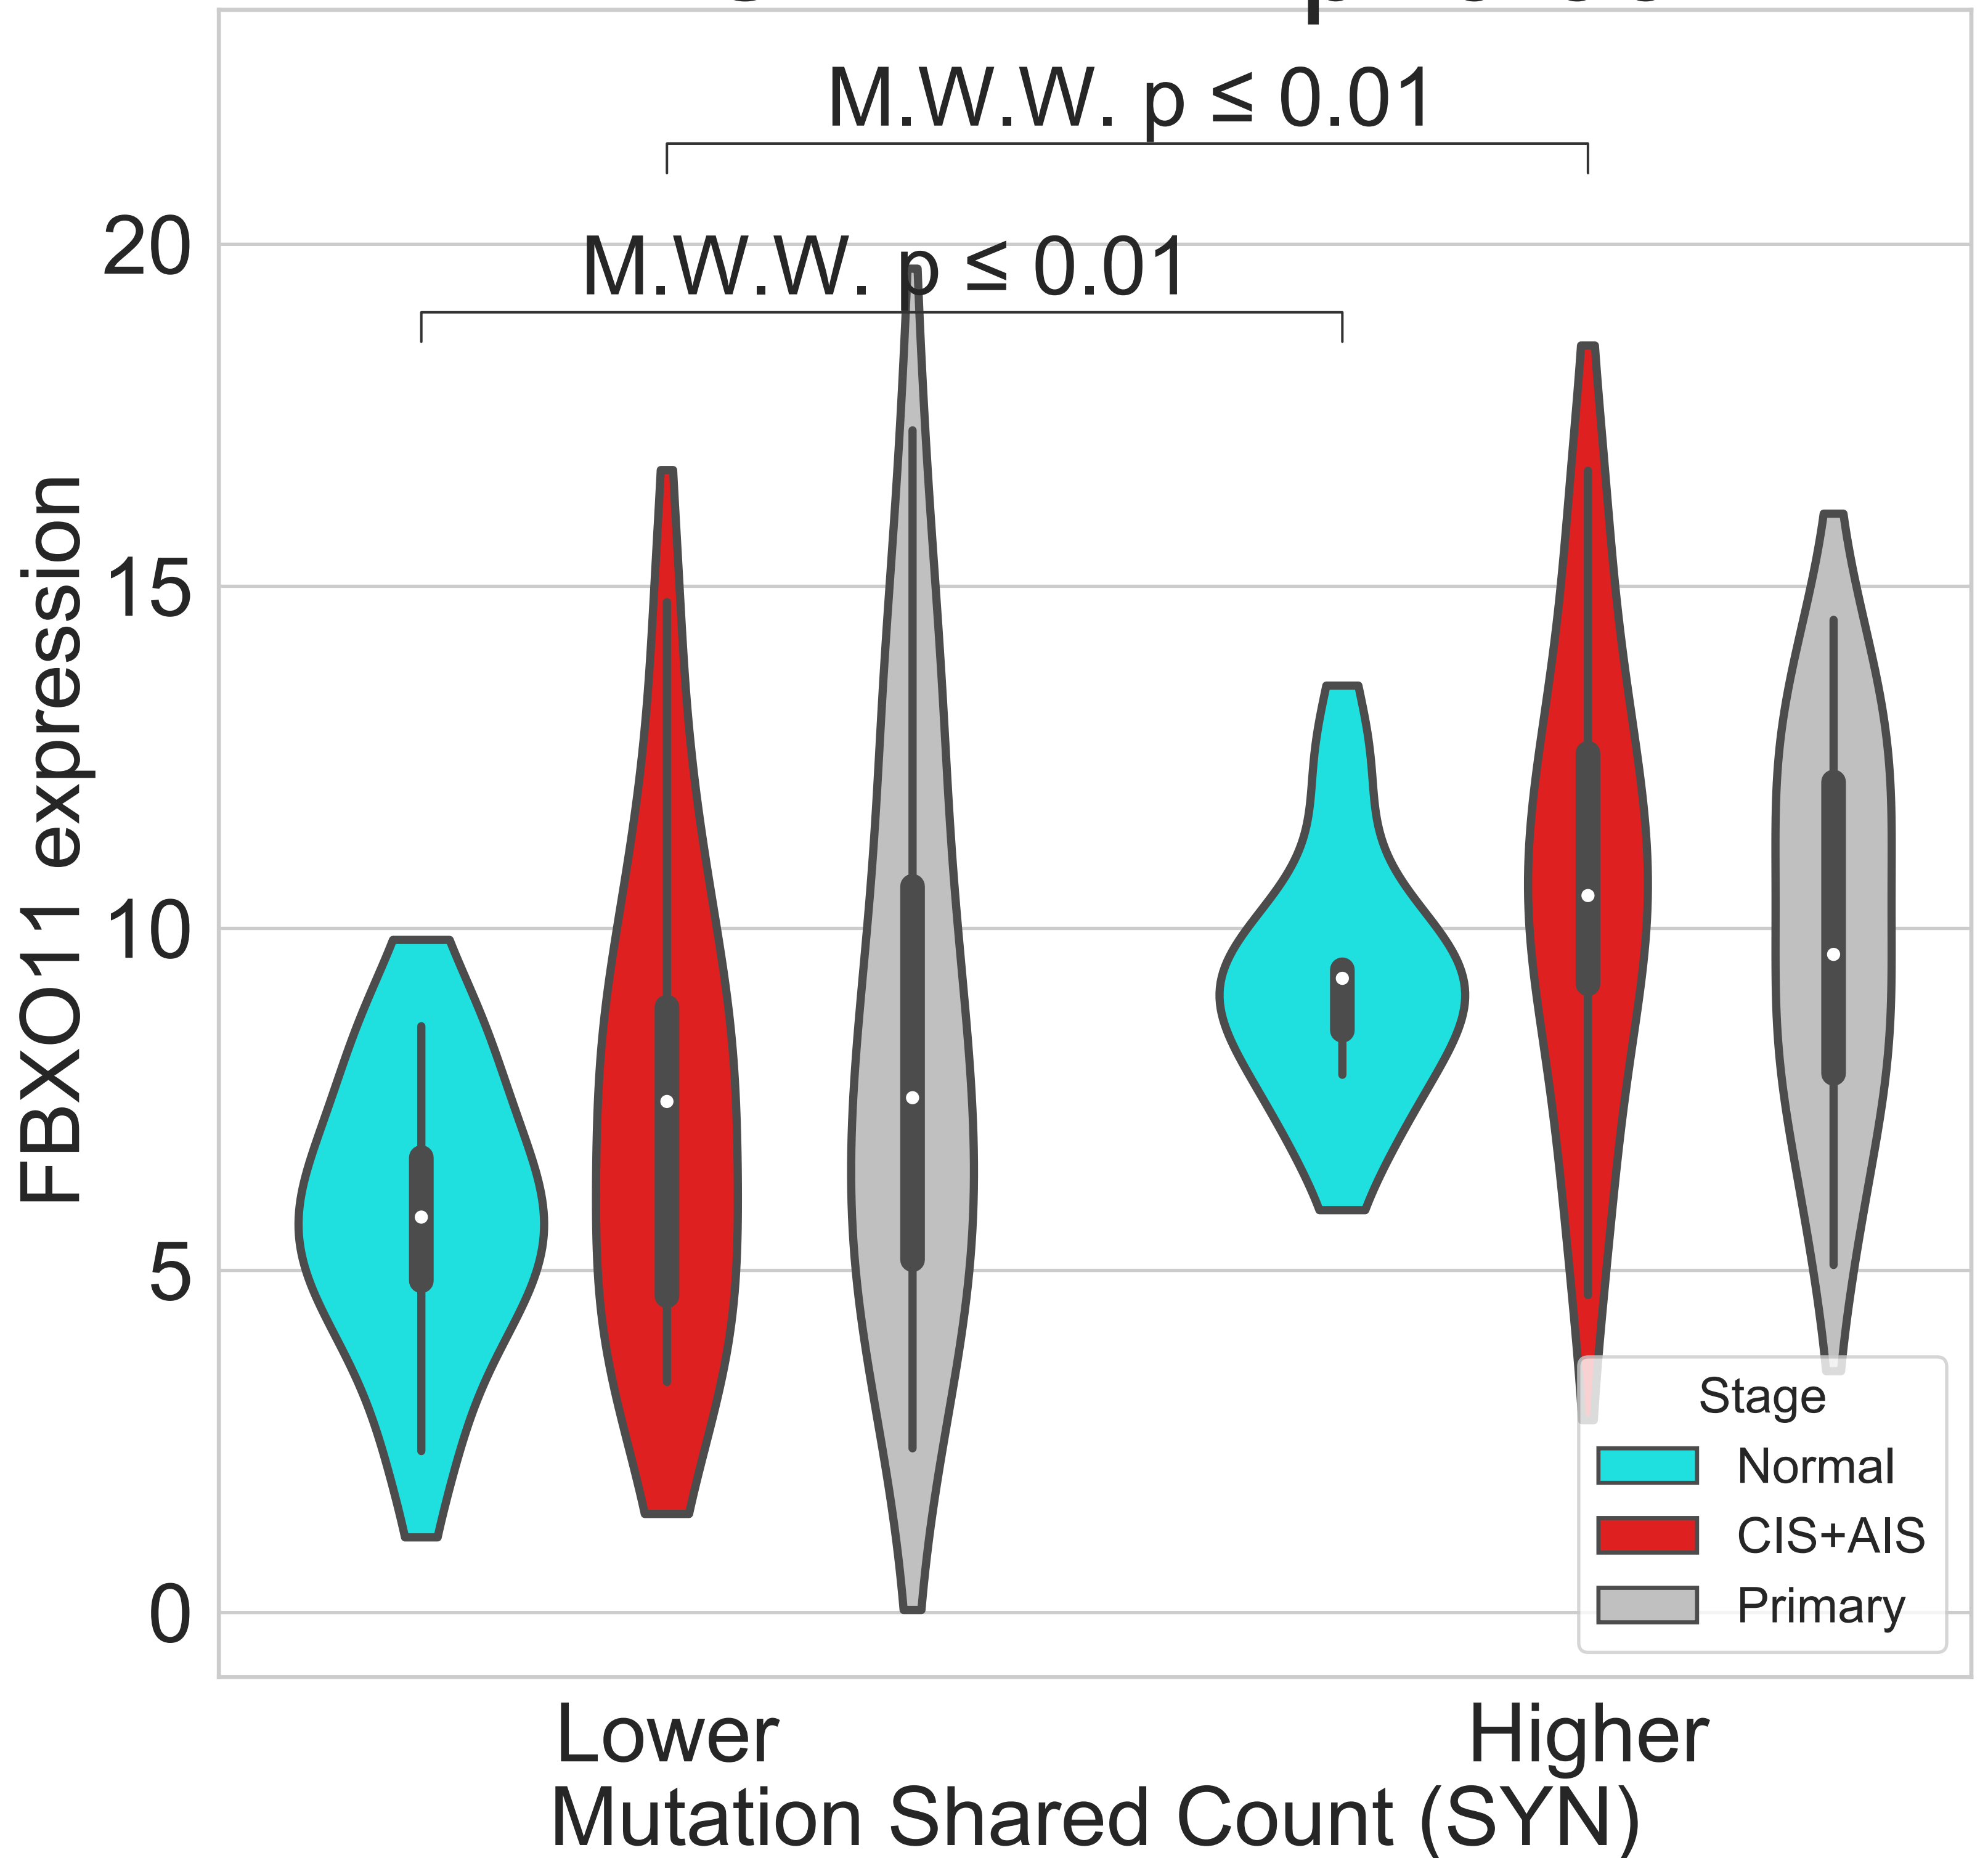 M.W.W. p ≤ 0.01
M.W.W. p ≤ 0.01
20
15
10
5
0
FBXO11 expression
Stage
Normal
CIS+AIS
Primary
Lower
Higher
Mutation Shared Count (SYN)